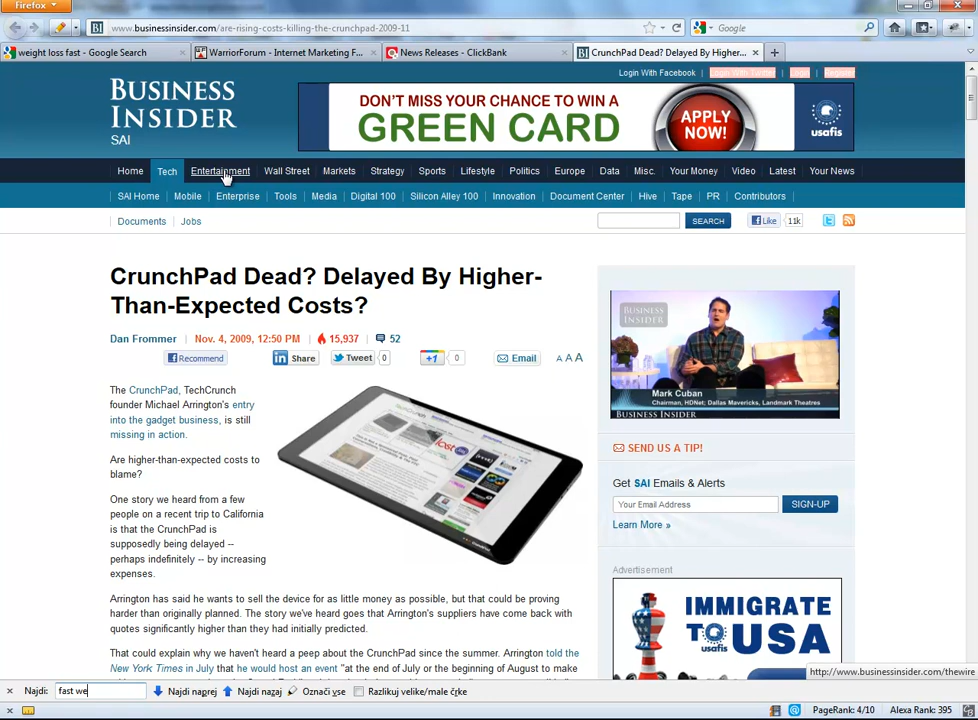 Firefox
www.businessinsider.com/are-rising-costs-killing-the-crunchpad-2009-11
Google
weight loss fast - Google Search
WarriorForum - Internet Marketing F...
News Releases - ClickBank
CrunchPad Dead? Delayed By Higher...
Login With Facebook | Login With Twitter | Login | Register
BUSINESS
INSIDER
SAI
DON'T MISS YOUR CHANCE TO WIN A
GREEN CARD
APPLY
NOW!
usafis
Home Tech Entertainment Wall Street Markets Strategy Sports Lifestyle Politics Europe Data Misc. Your Money Video Latest Your News
SAI Home Mobile Enterprise Tools Media Digital 100 Silicon Alley 100 Innovation Document Center Hive Tape PR Contributors
Documents Jobs
SEARCH
Like 11k
CrunchPad Dead? Delayed By Higher-
Than-Expected Costs?
Dan Frommer | Nov. 4, 2009, 12:50 PM | 15,937 | 52
Recommend Share Tweet 0 +1 0 Email A A A
The CrunchPad, TechCrunch
founder Michael Arrington's entry
into the gadget business, is still
missing in action.
Are higher-than-expected costs to
blame?
One story we heard from a few
people on a recent trip to California
is that the CrunchPad is
supposedly being delayed --
perhaps indefinitely -- by increasing
expenses.
Arrington has said he wants to sell the device for as little money as possible, but that could be proving
harder than originally planned. The story we've heard goes that Arrington's suppliers have come back with
quotes significantly higher than they had initially predicted.
That could explain why we haven't heard a peep about the CrunchPad since the summer. Arrington told the
New York Times in July that he would host an event "at the end of July or the beginning of August to make
BUSINESS
INSIDER
Mark Cuban
Chairman, HDNet; Dallas Mavericks, Landmark Theatres
BUSINESS INSIDER
SEND US A TIP!
Get SAI Emails & Alerts
Your Email Address
SIGN-UP
Learn More »
Advertisement
IMMIGRATE
TO USA
usafis
http://www.businessinsider.com/thewire
Najdi: fast we
Najdi naprej
Najdi nazaj
Označi vse
Razlikuj velike/male črke
PageRank: 4/10
Alexa Rank: 395